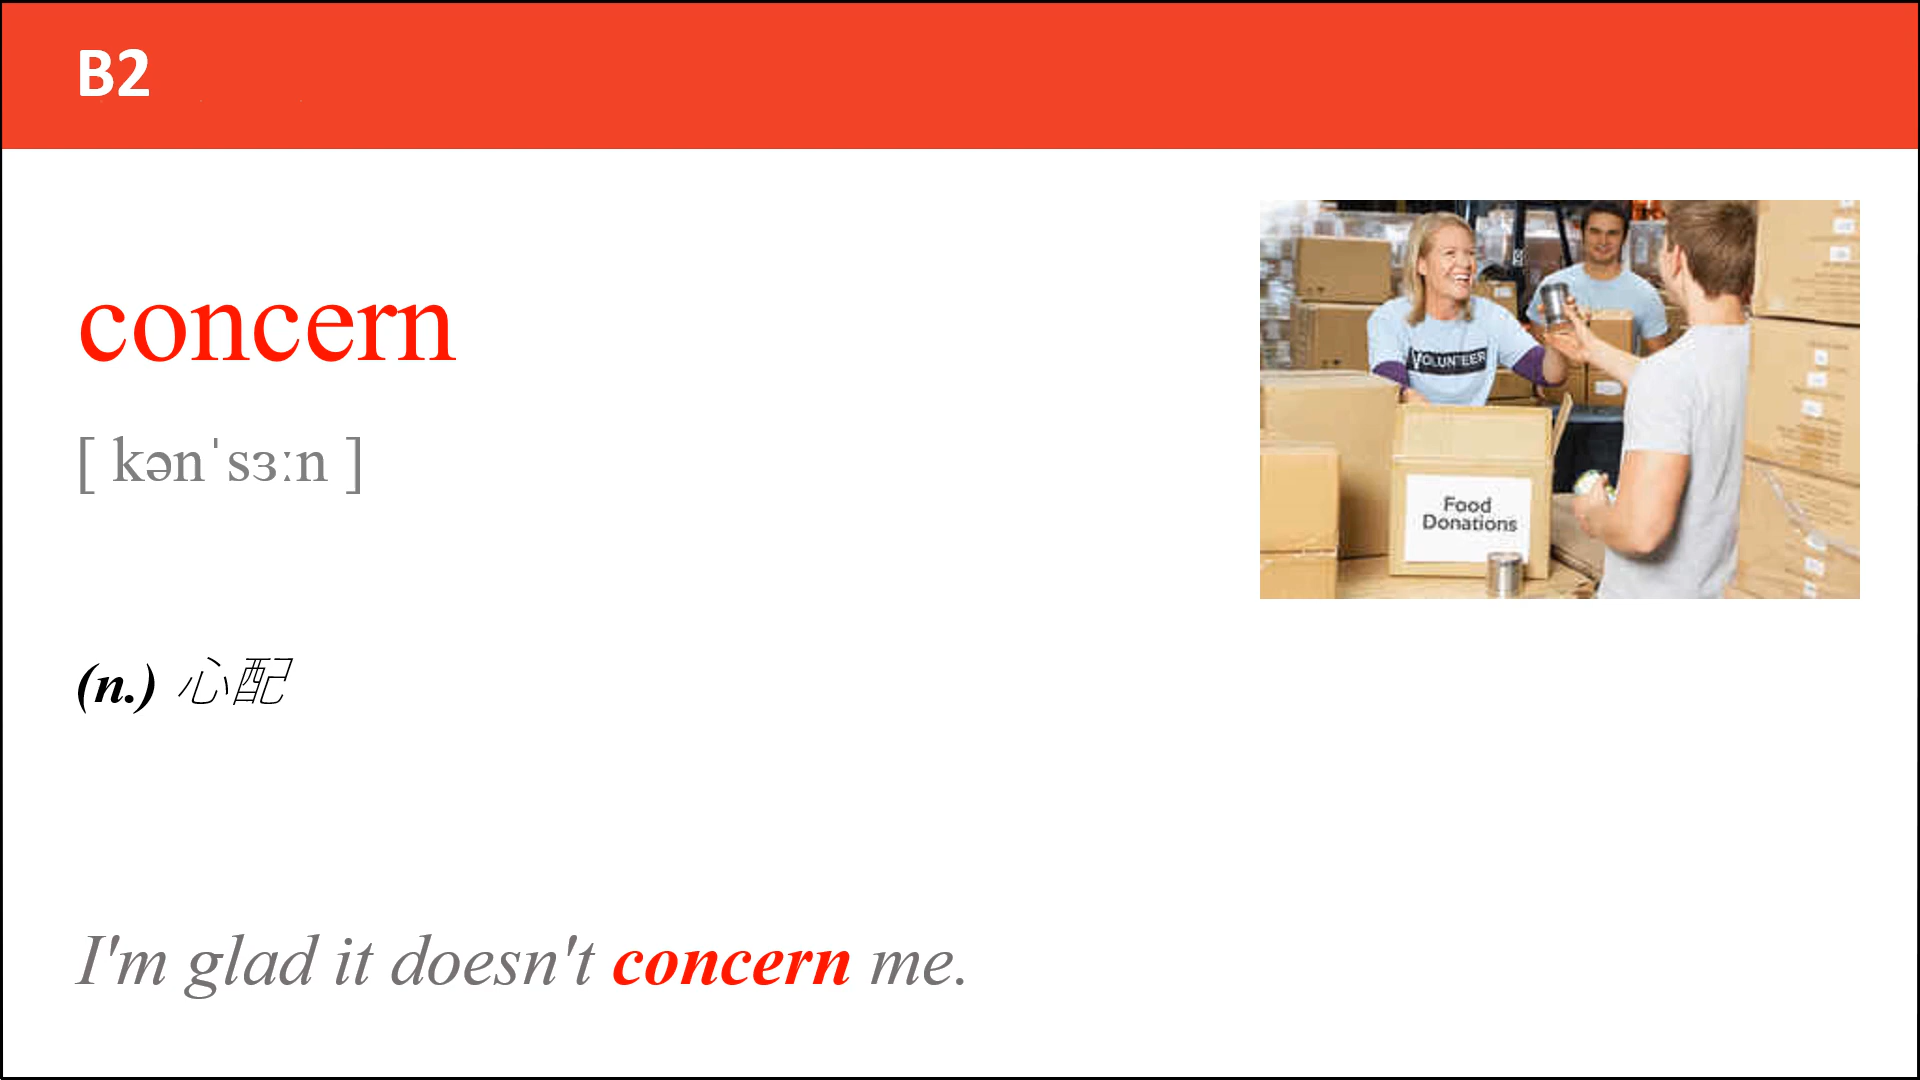 B2
concern
[ kənˈsɜːn ]
(n.) 心配
I'm glad it doesn't concern me.
VOLUNTEER
Food
Donations